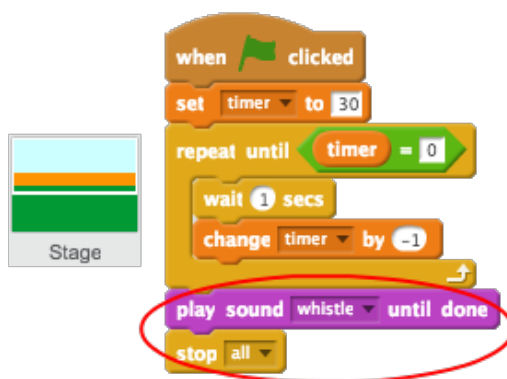 when clicked
set timer to 30
repeat until timer = 0
wait 1 secs
change timer by -1
play sound whistle until done
stop all
Stage